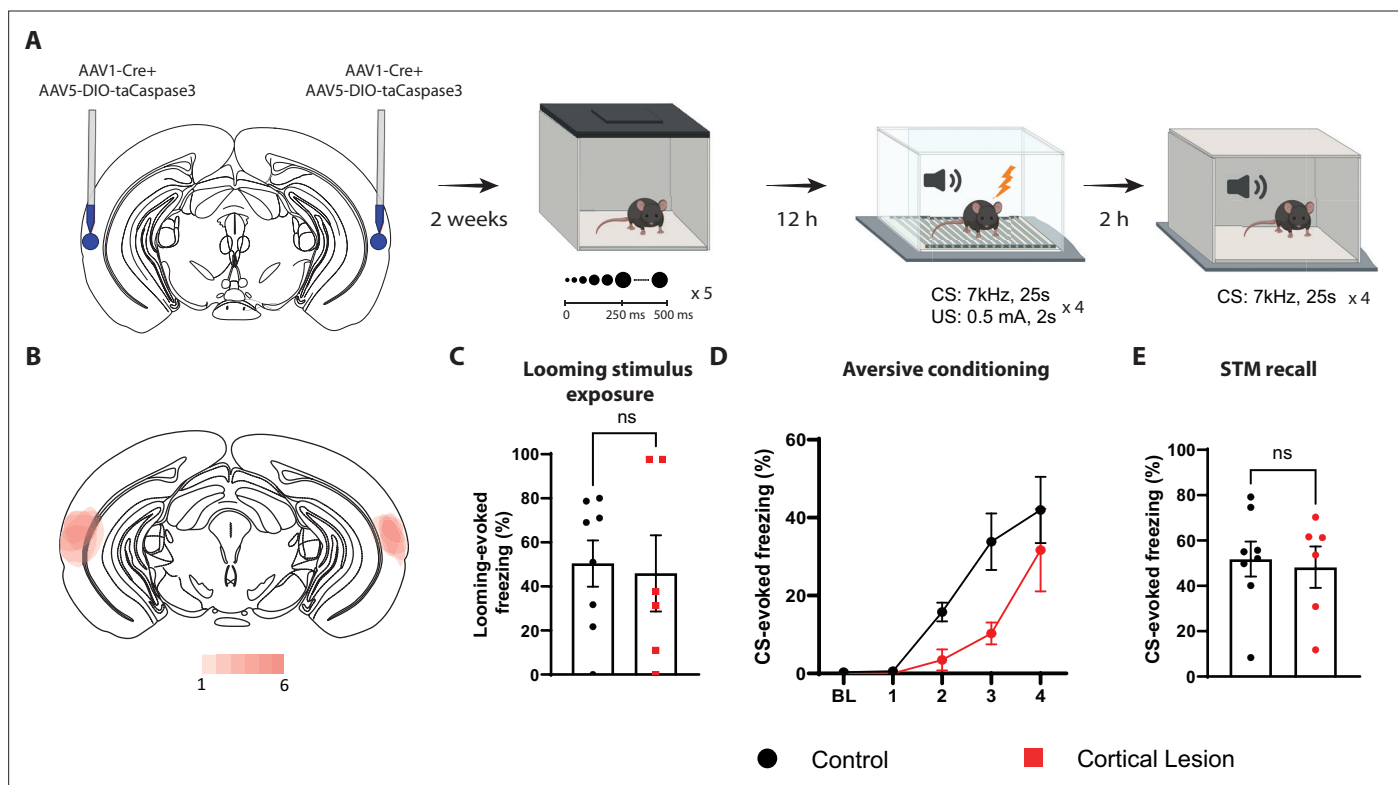 A
AAV1-Cre+
AAV5-DIO-taCaspase3
AAV1-Cre+
AAV5-DIO-taCaspase3
2 weeks
12 h
2 h
x 5
0 250 ms 500 ms
CS: 7kHz, 25s
US: 0.5 mA, 2s
x 4
CS: 7kHz, 25s x 4
B
1 6
C
Looming stimulus
exposure
ns
Looming-evoked
freezing (%)
100
80
60
40
20
0
D
Aversive conditioning
CS-evoked freezing (%)
60
40
20
0
BL 1 2 3 4
E
STM recall
ns
CS-evoked freezing (%)
100
80
60
40
20
0
Control
Cortical Lesion